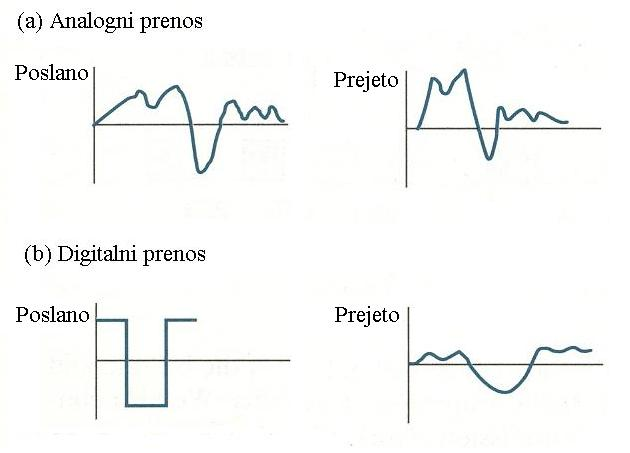 (a) Analogni prenos
Poslano
Prejeto
(b) Digitalni prenos
Poslano
Prejeto